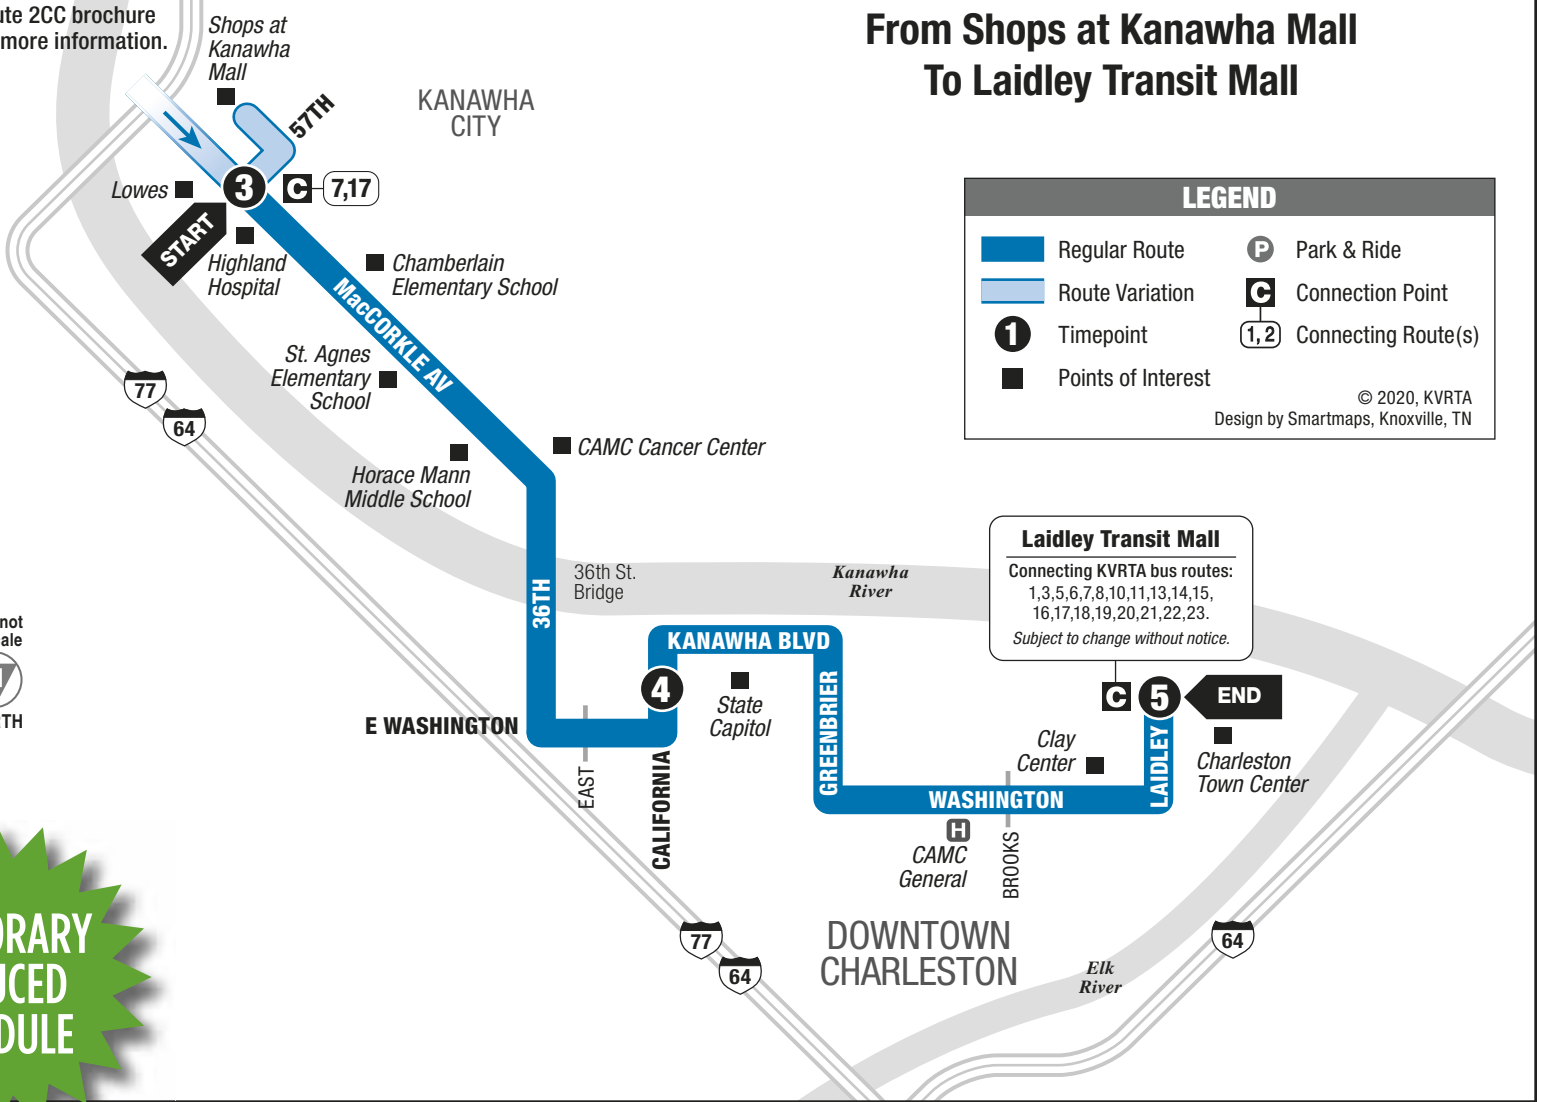 ute 2CC brochure
more information.
From Shops at Kanawha Mall
To Laidley Transit Mall
Shops at
Kanawha
Mall
57TH
KANAWHA
CITY
Lowes
3
C
7,17
START
Highland
Hospital
Chamberlain
Elementary School
MacCORKLE AV
St. Agnes
Elementary
School
77
64
Horace Mann
Middle School
CAMC Cancer Center
LEGEND
Regular Route
P Park & Ride
Route Variation
C Connection Point
1 Timepoint
1,2 Connecting Route(s)
Points of Interest
© 2020, KVRTA
Design by Smartmaps, Knoxville, TN
36TH
36th St.
Bridge
Kanawha
River
Laidley Transit Mall
Connecting KVRTA bus routes:
1,3,5,6,7,8,10,11,13,14,15,
16,17,18,19,20,21,22,23.
Subject to change without notice.
not
ale
TH
KANAWHA BLVD
4
State
Capitol
E WASHINGTON
EAST
CALIFORNIA
GREENBRIER
C
5
END
Clay
Center
LAIDLEY
Charleston
Town Center
WASHINGTON
H
CAMC
General
BROOKS
DOWNTOWN
CHARLESTON
77
64
64
Elk
River
ORARY
UCED
DULE